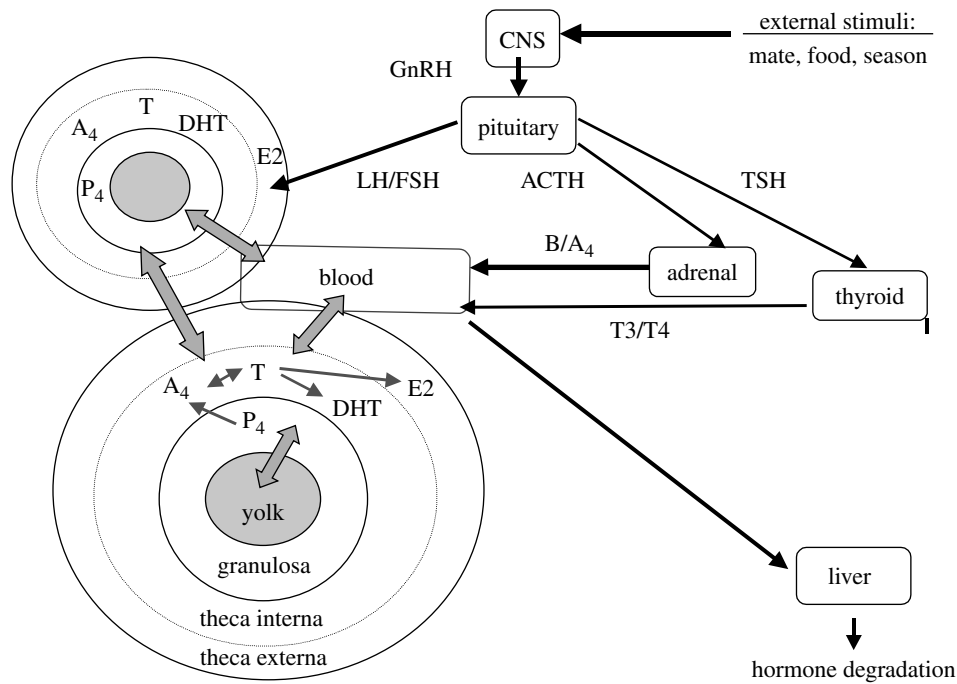 external stimuli:
CNS
mate, food, season
GnRH
T
A4
DHT
pituitary
E2
P4
LH/FSH
ACTH
TSH
B/A4
adrenal
blood
thyroid
T3/T4
T
A4
E2
DHT
P4
yolk
granulosa
liver
theca interna
theca externa
hormone degradation